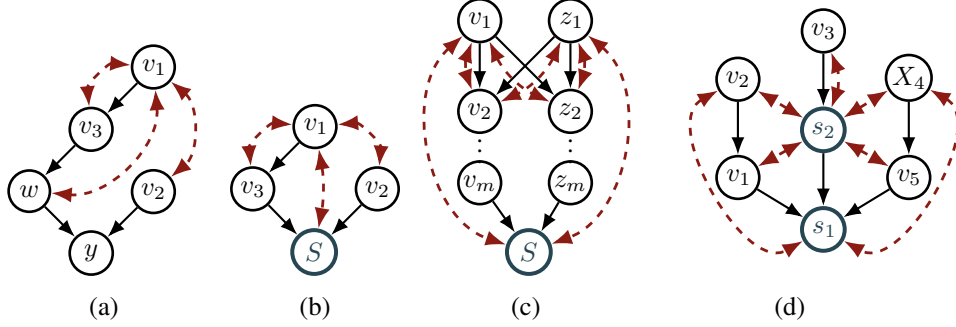 v₁
v₃
w
v₂
y
(a)
v₁
v₃
v₂
S
(b)
v₁ z₁
v₂ z₂
⋮ ⋮
vₘ zₘ
S
(c)
v₃
v₂ X₄
s₂
v₁ v₅
s₁
(d)